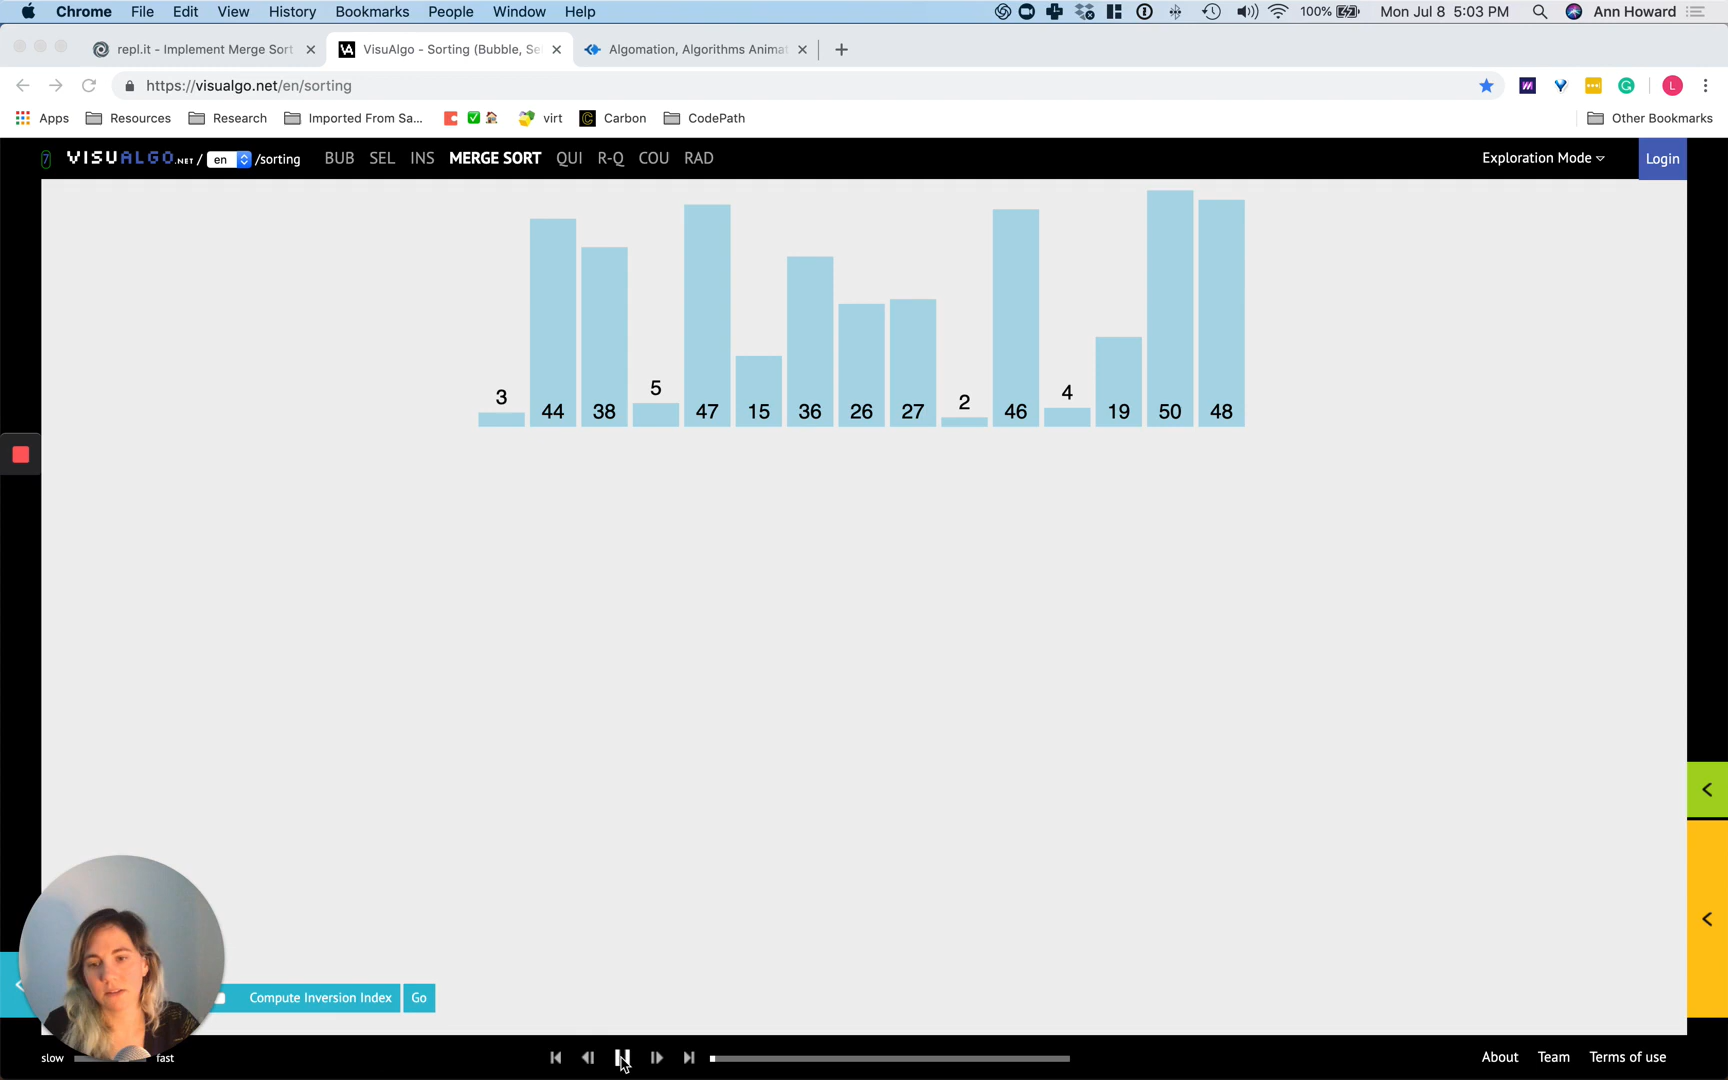 Chrome File Edit View History Bookmarks People Window Help 100% Mon Jul 8 5:03 PM Ann Howard
repl.it - Implement Merge Sort VisuAlgo - Sorting (Bubble, Se Algomation, Algorithms Animat
https://visualgo.net/en/sorting L
Apps Resources Research Imported From Sa... virt Carbon CodePath Other Bookmarks
7 VISUALGO.NET / en /sorting BUB SEL INS MERGE SORT QUI R-Q COU RAD Exploration Mode Login
3 44 38 5 47 15 36 26 27 2 46 4 19 50 48
Compute Inversion Index Go
slow fast About Team Terms of use